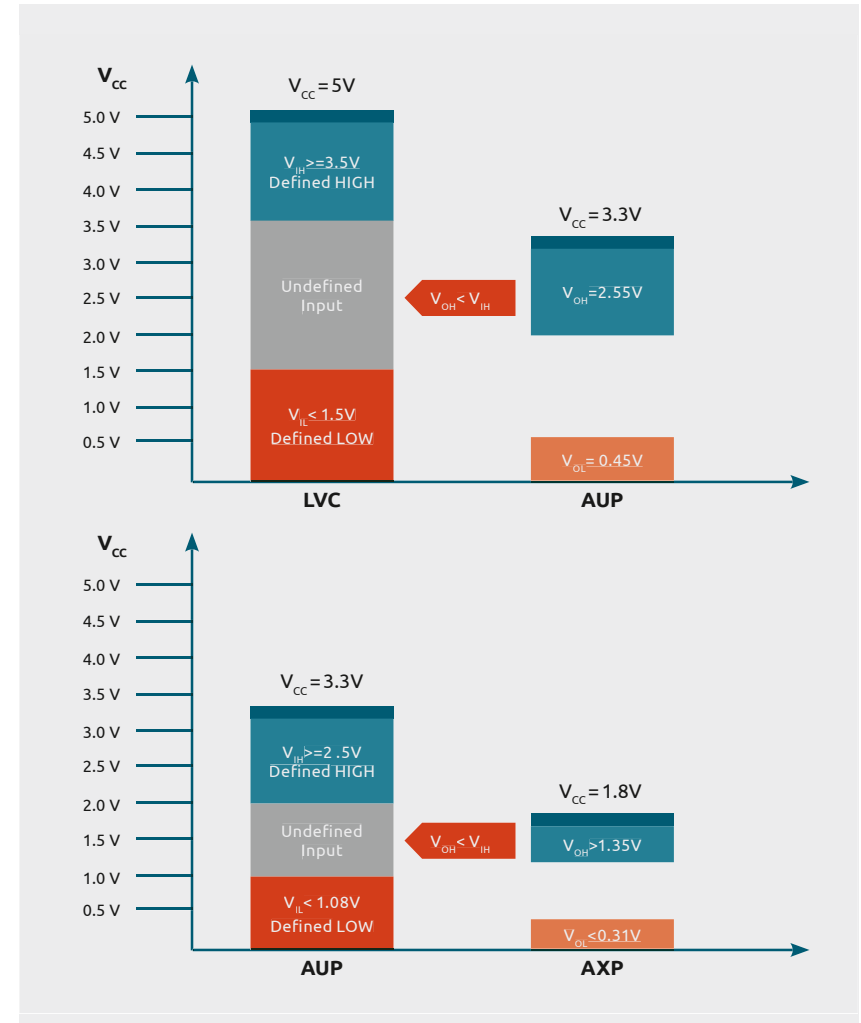 Vcc
5.0 V
4.5 V
4.0 V
3.5 V
3.0 V
2.5 V
2.0 V
1.5 V
1.0 V
0.5 V
VCC = 5V
VIH>=3.5V
Defined HIGH
Undefined
Input
VIL< 1.5V
Defined LOW
VOH< VIH
VCC = 3.3V
VOH=2.55V
VOL= 0.45V
LVC
AUP
Vcc
5.0 V
4.5 V
4.0 V
3.5 V
3.0 V
2.5 V
2.0 V
1.5 V
1.0 V
0.5 V
VCC = 3.3V
VIH>=2 .5V
Defined HIGH
Undefined
Input
VIL< 1.08V
Defined LOW
VOH< VIH
VCC = 1.8V
VOH>1.35V
VOL<0.31V
AUP
AXP